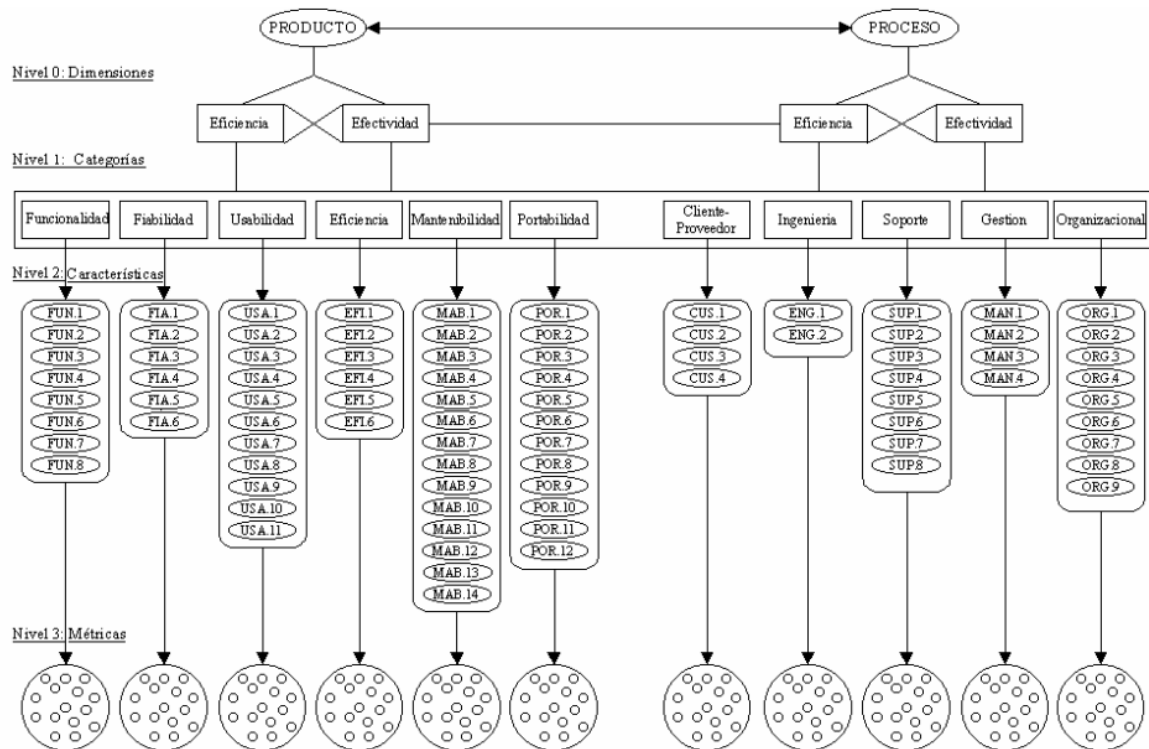 PRODUCTO
PROCESO
Nivel 0: Dimensiones
Eficiencia
Efectividad
Eficiencia
Efectividad
Nivel 1: Categorías
Funcionalidad
Fiabilidad
Usabilidad
Eficiencia
Mantenibilidad
Portabilidad
Cliente-
Proveedor
Ingenieria
Soporte
Gestion
Organizacional
Nivel 2: Características
FUN.1
FUN.2
FUN.3
FUN.4
FUN.5
FUN.6
FUN.7
FUN.8
FIA.1
FIA.2
FIA.3
FIA.4
FIA.5
FIA.6
USA.1
USA.2
USA.3
USA.4
USA.5
USA.6
USA.7
USA.8
USA.9
USA.10
USA.11
EFI.1
EFI.2
EFI.3
EFI.4
EFI.5
EFI.6
MAB.1
MAB.2
MAB.3
MAB.4
MAB.5
MAB.6
MAB.7
MAB.8
MAB.9
MAB.10
MAB.11
MAB.12
MAB.13
MAB.14
POR.1
POR.2
POR.3
POR.4
POR.5
POR.6
POR.7
POR.8
POR.9
POR.10
POR.11
POR.12
CUS.1
CUS.2
CUS.3
CUS.4
ENG.1
ENG.2
SUP.1
SUP.2
SUP.3
SUP.4
SUP.5
SUP.6
SUP.7
SUP.8
MAN.1
MAN.2
MAN.3
MAN.4
ORG.1
ORG.2
ORG.3
ORG.4
ORG.5
ORG.6
ORG.7
ORG.8
ORG.9
Nivel 3: Métricas